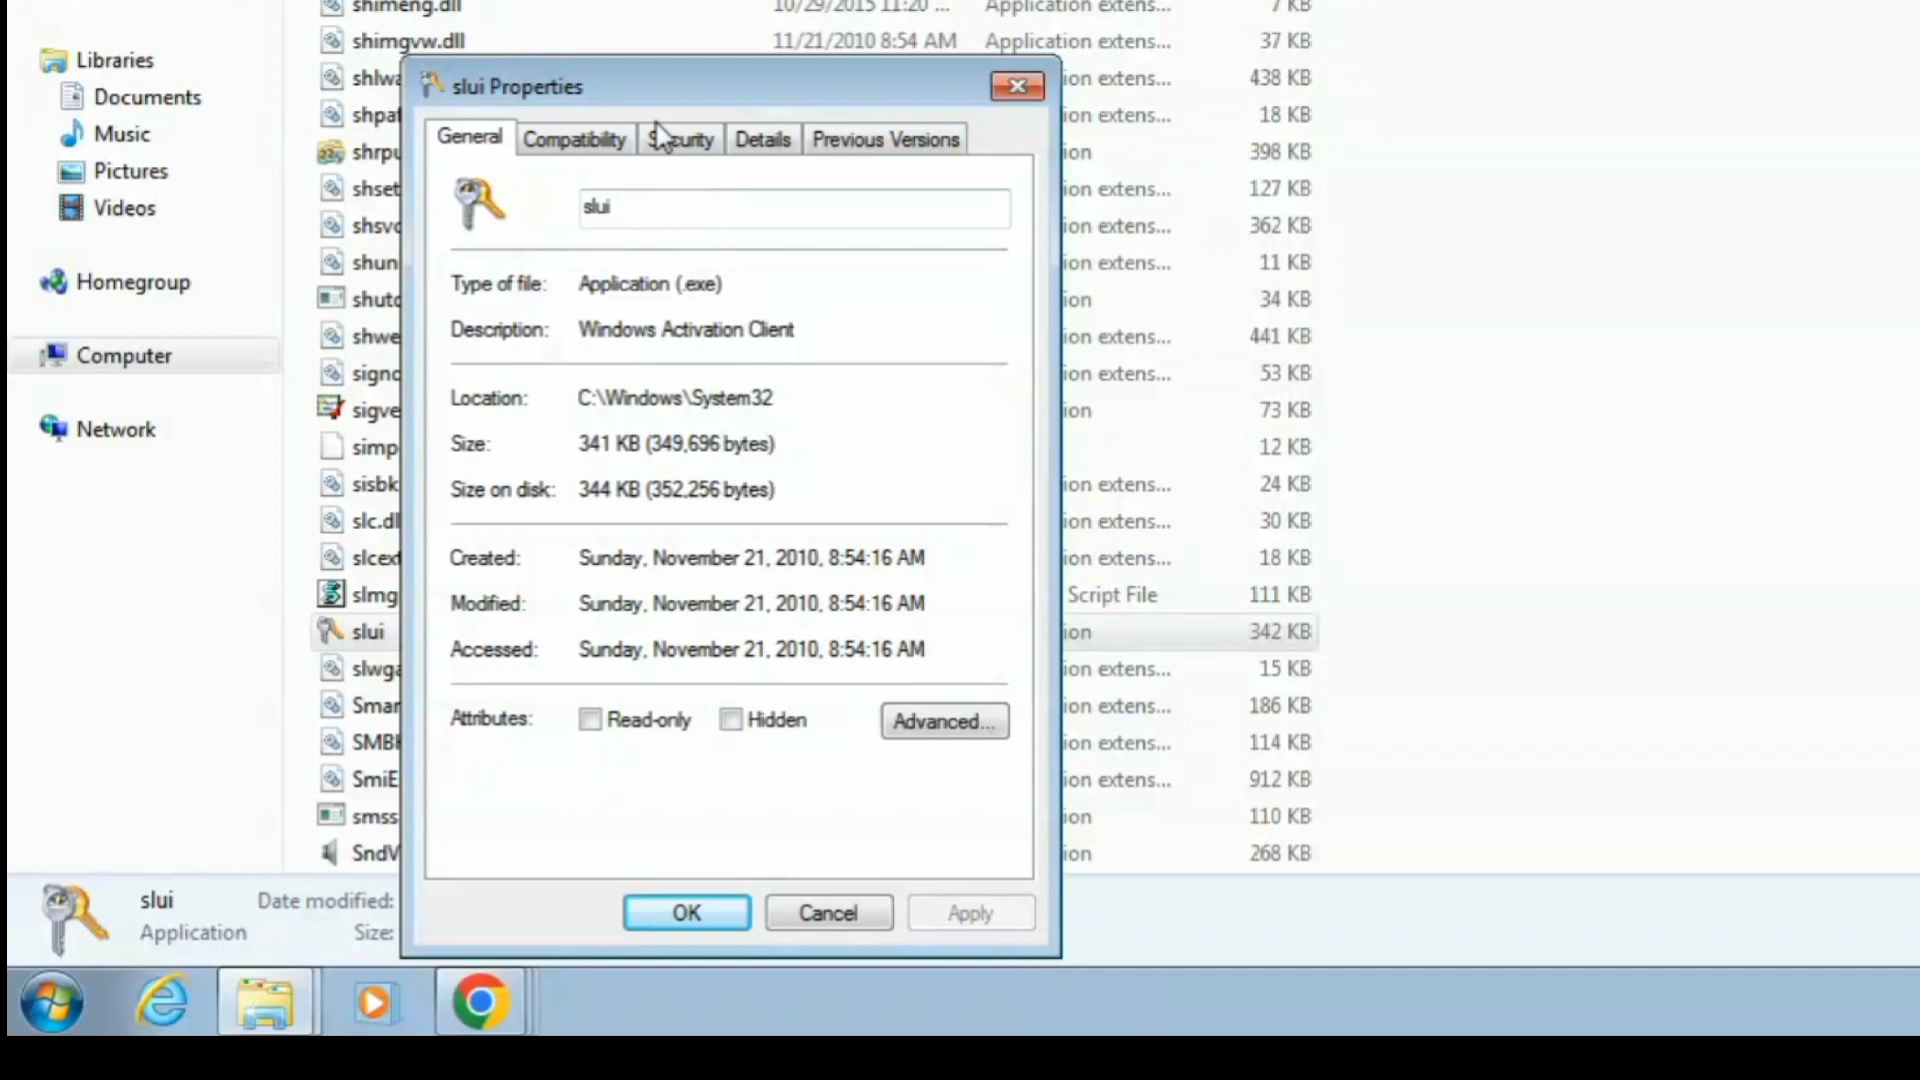 shimeng.dll 10/29/2015 11:20 ... Application extens... 7 KB
Libraries
shimgvw.dll 11/21/2010 8:54 AM Application extens... 37 KB
shlwa ion extens... 438 KB
slui Properties
Documents
shpat ion extens... 18 KB
Music
General Compatibility Security Details Previous Versions
shrpu ion 398 KB
Pictures
shset ion extens... 127 KB
Videos
slui
shsvc ion extens... 362 KB
shun ion extens... 11 KB
Homegroup
Type of file: Application (.exe)
shutc ion 34 KB
Description: Windows Activation Client
shwe ion extens... 441 KB
Computer
signc ion extens... 53 KB
Location: C:\Windows\System32
sigve ion 73 KB
Network
Size: 341 KB (349,696 bytes)
simp 12 KB
sisbk ion extens... 24 KB
Size on disk: 344 KB (352,256 bytes)
slc.dl ion extens... 30 KB
slcext ion extens... 18 KB
Created: Sunday, November 21, 2010, 8:54:16 AM
slmg Script File 111 KB
Modified: Sunday, November 21, 2010, 8:54:16 AM
slui ion 342 KB
Accessed: Sunday, November 21, 2010, 8:54:16 AM
slwga ion extens... 15 KB
Smar ion extens... 186 KB
Attributes: Read-only Hidden Advanced...
SMBH ion extens... 114 KB
SmiE ion extens... 912 KB
smss ion 110 KB
SndV ion 268 KB
slui Date modified:
OK Cancel Apply
Application Size: